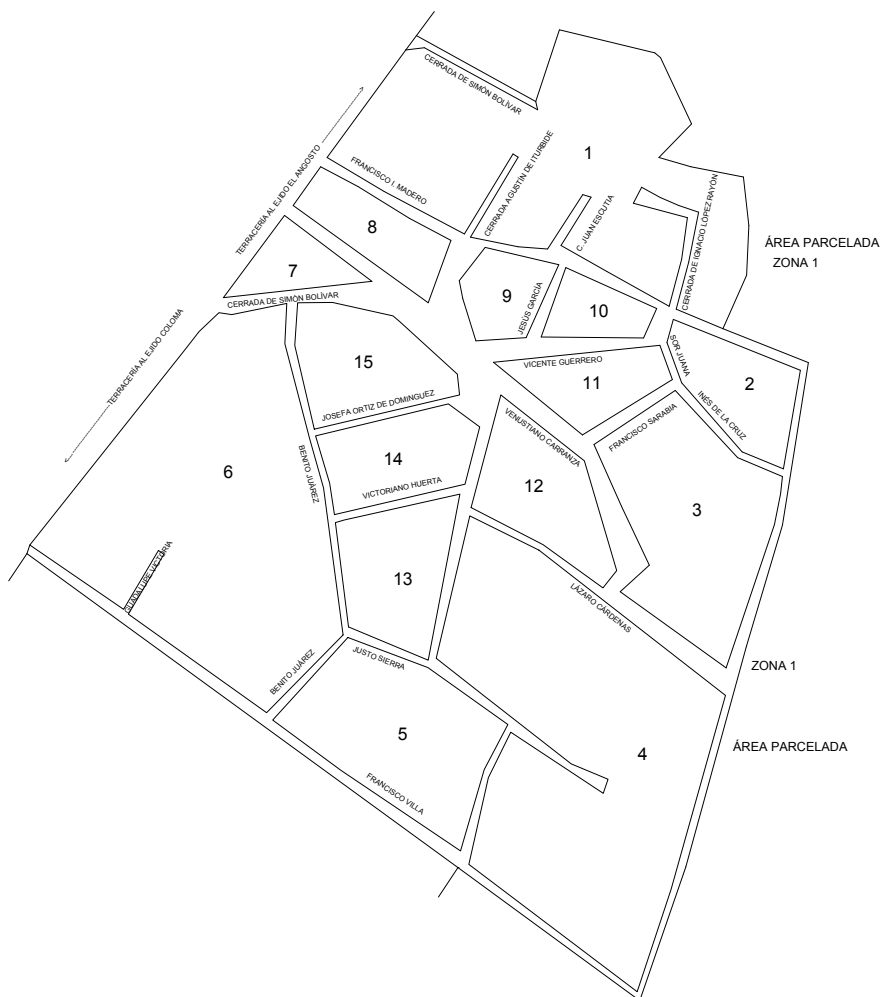 CERRADA DE SIMÓN BOLÍVAR
TERRACERÍA AL EJIDO EL ANGOSTO
FRANCISCO I. MADERO
CERRADA AGUSTÍN DE ITURBIDE
1
C. JUAN ESCUTIA
CERRADA DE IGNACIO LÓPEZ RAYÓN
ÁREA PARCELADA
ZONA 1
8
7
CERRADA DE SIMÓN BOLÍVAR
9
JESÚS GARCÍA
10
TERRACERÍA AL EJIDO COLOMA
15
JOSEFA ORTIZ DE DOMINGUEZ
VICENTE GUERRERO
11
SOR JUANA
INÉS DE LA CRUZ
2
VENUSTIANO CARRANZA
FRANCISCO SARABIA
6
BENITO JUÁREZ
14
VICTORIANO HUERTA
12
3
GUADALUPE VICTORIA
13
LÁZARO CÁRDENAS
BENITO JUÁREZ
JUSTO SIERRA
ZONA 1
5
4
ÁREA PARCELADA
FRANCISCO VILLA